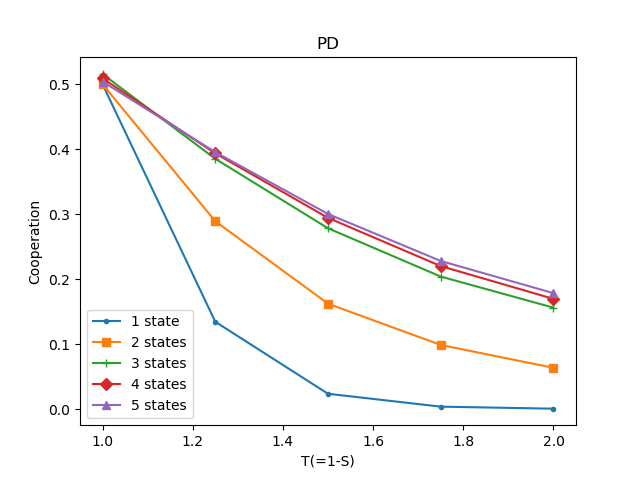 PD
0.5
0.4
0.3
0.2
0.1
0.0
Cooperation
1 state
2 states
3 states
4 states
5 states
1.0 1.2 1.4 1.6 1.8 2.0
T(=1-S)